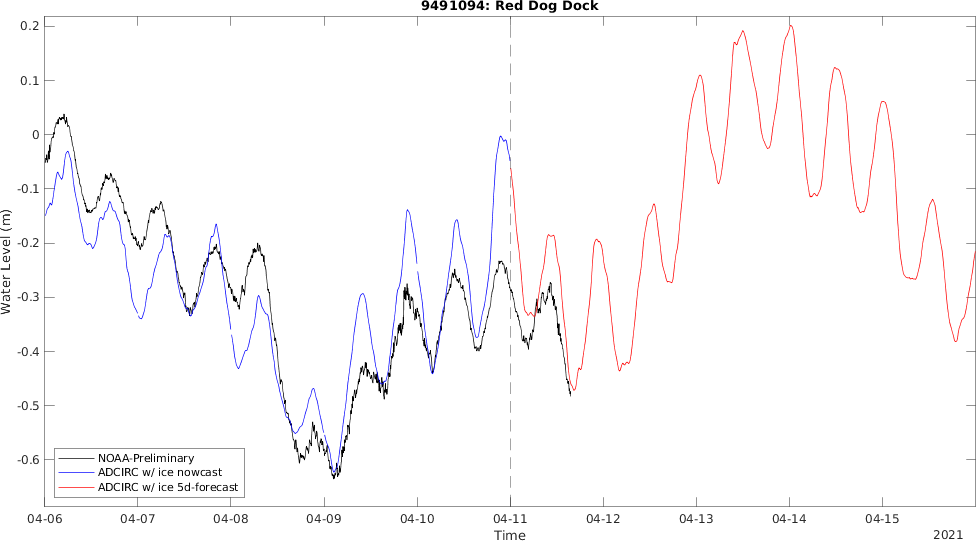 9491094: Red Dog Dock
0.2
0.1
0
-0.1
-0.2
-0.3
-0.4
-0.5
-0.6
Water Level (m)
NOAA-Preliminary
ADCIRC w/ ice nowcast
ADCIRC w/ ice 5d-forecast
04-06 04-07 04-08 04-09 04-10 04-11 04-12 04-13 04-14 04-15
Time
2021